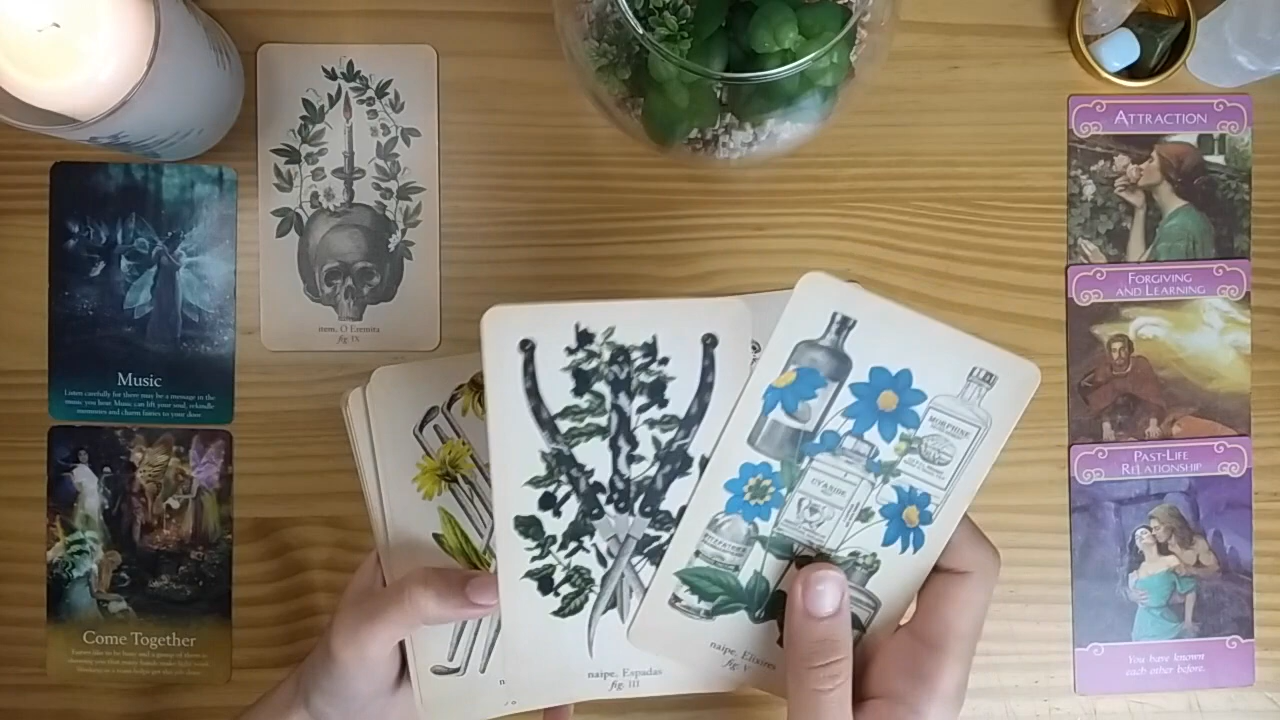 item. O Eremita
fig. IX
Music
Listen carefully for there may be a message in the
music you hear. Music can lift your soul, rekindle
memories and charm fairies to your door.
Come Together
naipe. Espadas
fig. III
MORPHINE
CYANIDE
naipe. Elixires
fig. V
ATTRACTION
FORGIVING
AND LEARNING
PAST-LIFE
RELATIONSHIP
You have known
each other before.